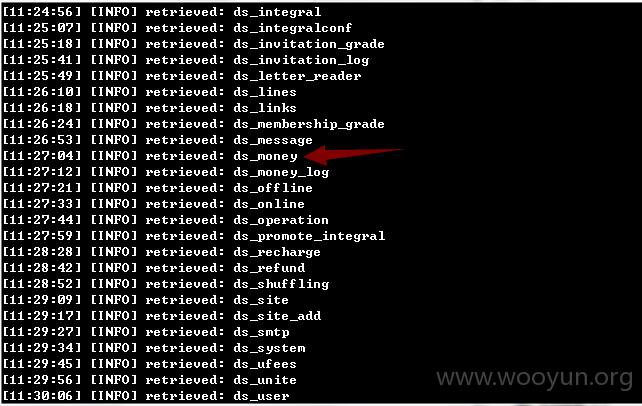 [11:24:56] [INFO] retrieved: ds_integral
[11:25:07] [INFO] retrieved: ds_integralconf
[11:25:18] [INFO] retrieved: ds_invitation_grade
[11:25:41] [INFO] retrieved: ds_invitation_log
[11:25:49] [INFO] retrieved: ds_letter_reader
[11:26:10] [INFO] retrieved: ds_lines
[11:26:18] [INFO] retrieved: ds_links
[11:26:24] [INFO] retrieved: ds_membership_grade
[11:26:53] [INFO] retrieved: ds_message
[11:27:04] [INFO] retrieved: ds_money
[11:27:12] [INFO] retrieved: ds_money_log
[11:27:21] [INFO] retrieved: ds_offline
[11:27:33] [INFO] retrieved: ds_online
[11:27:44] [INFO] retrieved: ds_operation
[11:27:59] [INFO] retrieved: ds_promote_integral
[11:28:28] [INFO] retrieved: ds_recharge
[11:28:42] [INFO] retrieved: ds_refund
[11:28:52] [INFO] retrieved: ds_shuffling
[11:29:09] [INFO] retrieved: ds_site
[11:29:17] [INFO] retrieved: ds_site_add
[11:29:27] [INFO] retrieved: ds_smtp
[11:29:34] [INFO] retrieved: ds_system
[11:29:45] [INFO] retrieved: ds_ufees
[11:29:56] [INFO] retrieved: ds_unite
[11:30:06] [INFO] retrieved: ds_user
www.wooyun.org